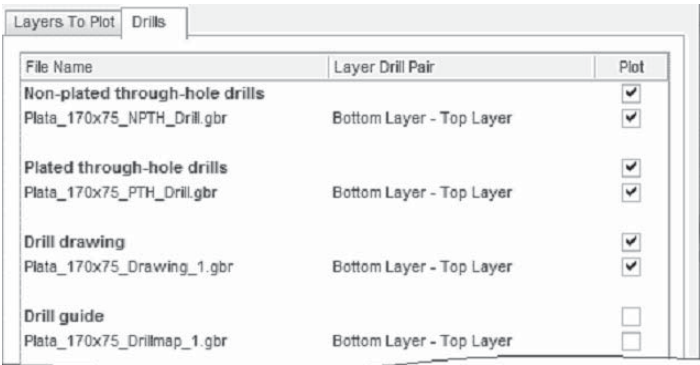 Layers To Plot Drills
File Name Layer Drill Pair Plot
Non-plated through-hole drills
Plata_170x75_NPTH_Drill.gbr Bottom Layer - Top Layer
Plated through-hole drills
Plata_170x75_PTH_Drill.gbr Bottom Layer - Top Layer
Drill drawing
Plata_170x75_Drawing_1.gbr Bottom Layer - Top Layer
Drill guide
Plata_170x75_Drillmap_1.gbr Bottom Layer - Top Layer